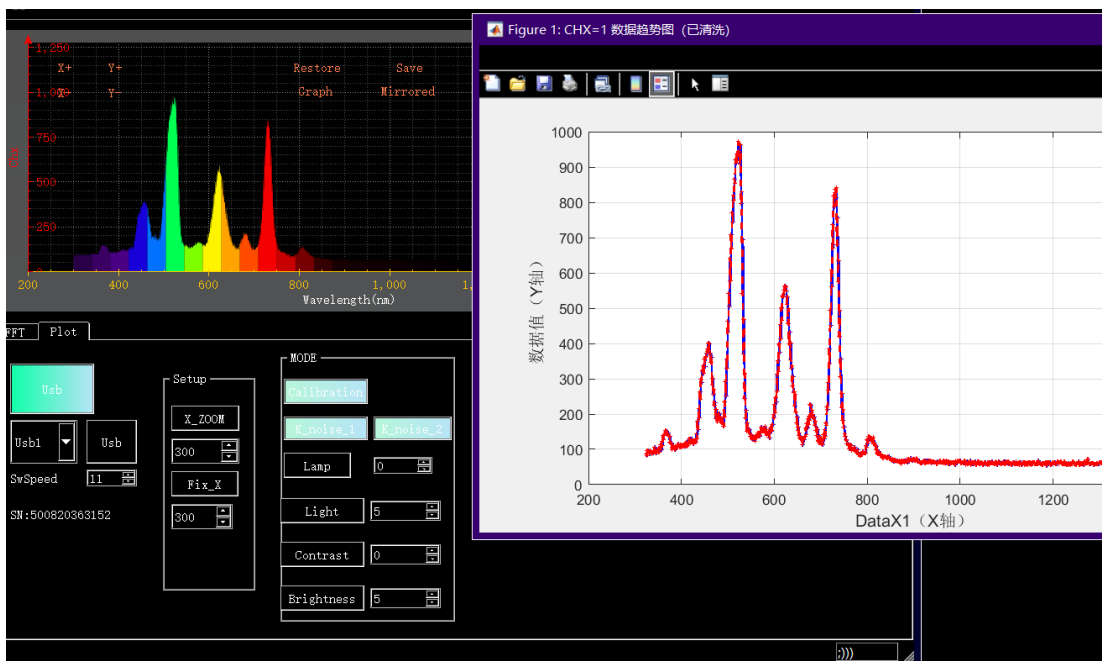 Figure 1: CHX=1 数据趋势图 (已清洗)
1,250
X+ Y+ Restore Save
1,000
X- Y- Graph Mirrored
750
500
250
0
200 400 600 800 1,000 1,
Wavelength(nm)
FFT Plot
Usb
Usb1 Usb
SwSpeed 11
SN:500820363152
Setup
X_ZOOM
300
Fix_X
300
MODE
Calibration
K_noise_1 K_noise_2
Lamp 0
Light 5
Contrast 0
Brightness 5
1000
900
800
700
600
500
400
300
200
100
0
数据值（Y轴）
200 400 600 800 1000 1200
DataX1（X轴）
;)))